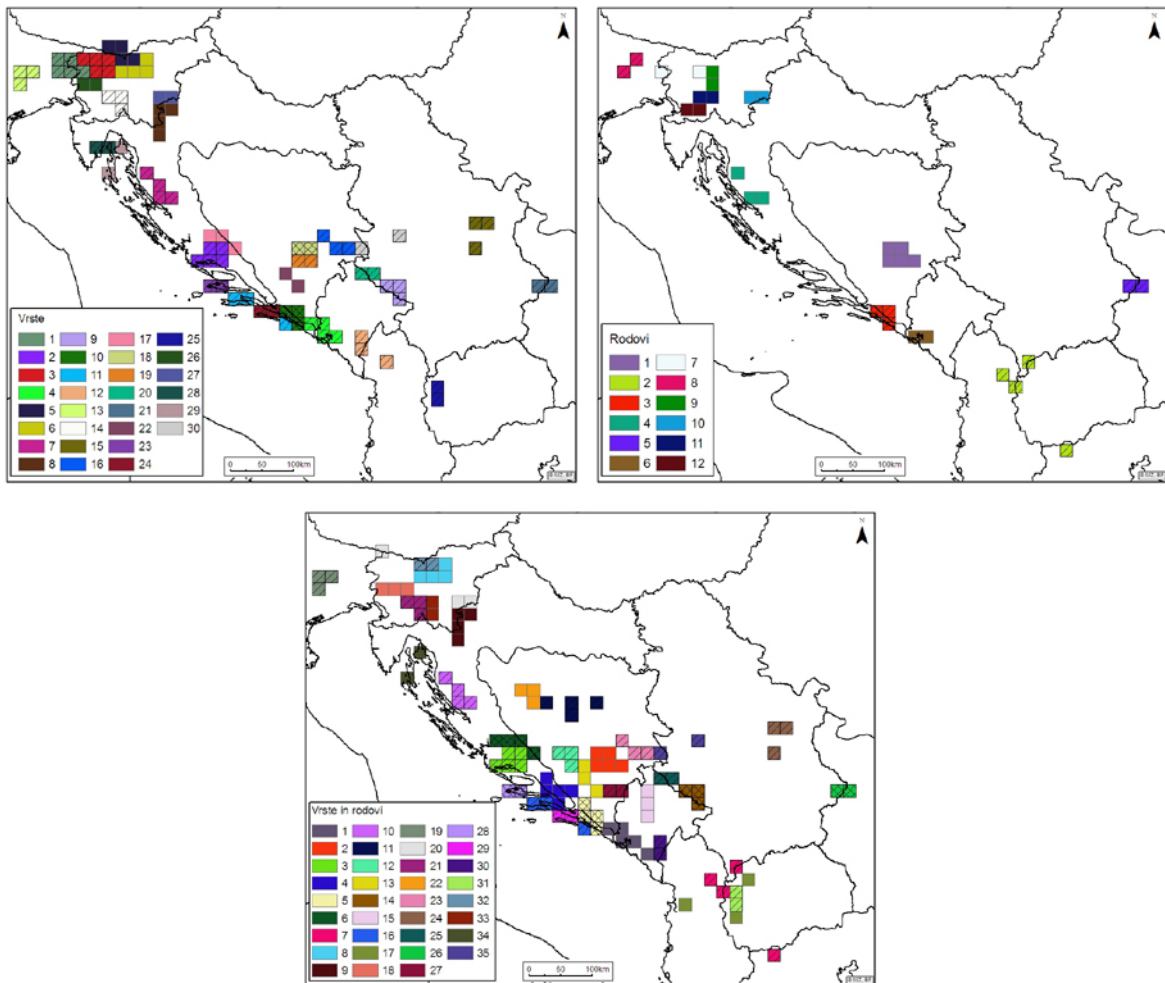 N
Vrste
1 9 17 25
2 10 18 26
3 11 19 27
4 12 20 28
5 13 21 29
6 14 22 30
7 15 23
8 16 24
0 50 100km
N
Rodovi
1 7
2 8
3 9
4 10
5 11
6 12
0 50 100km
N
Vrste in rodovi
1 10 19 28
2 11 20 29
3 12 21 30
4 13 22 31
5 14 23 32
6 15 24 33
7 16 25 34
8 17 26 35
9 18 27
0 50 100km